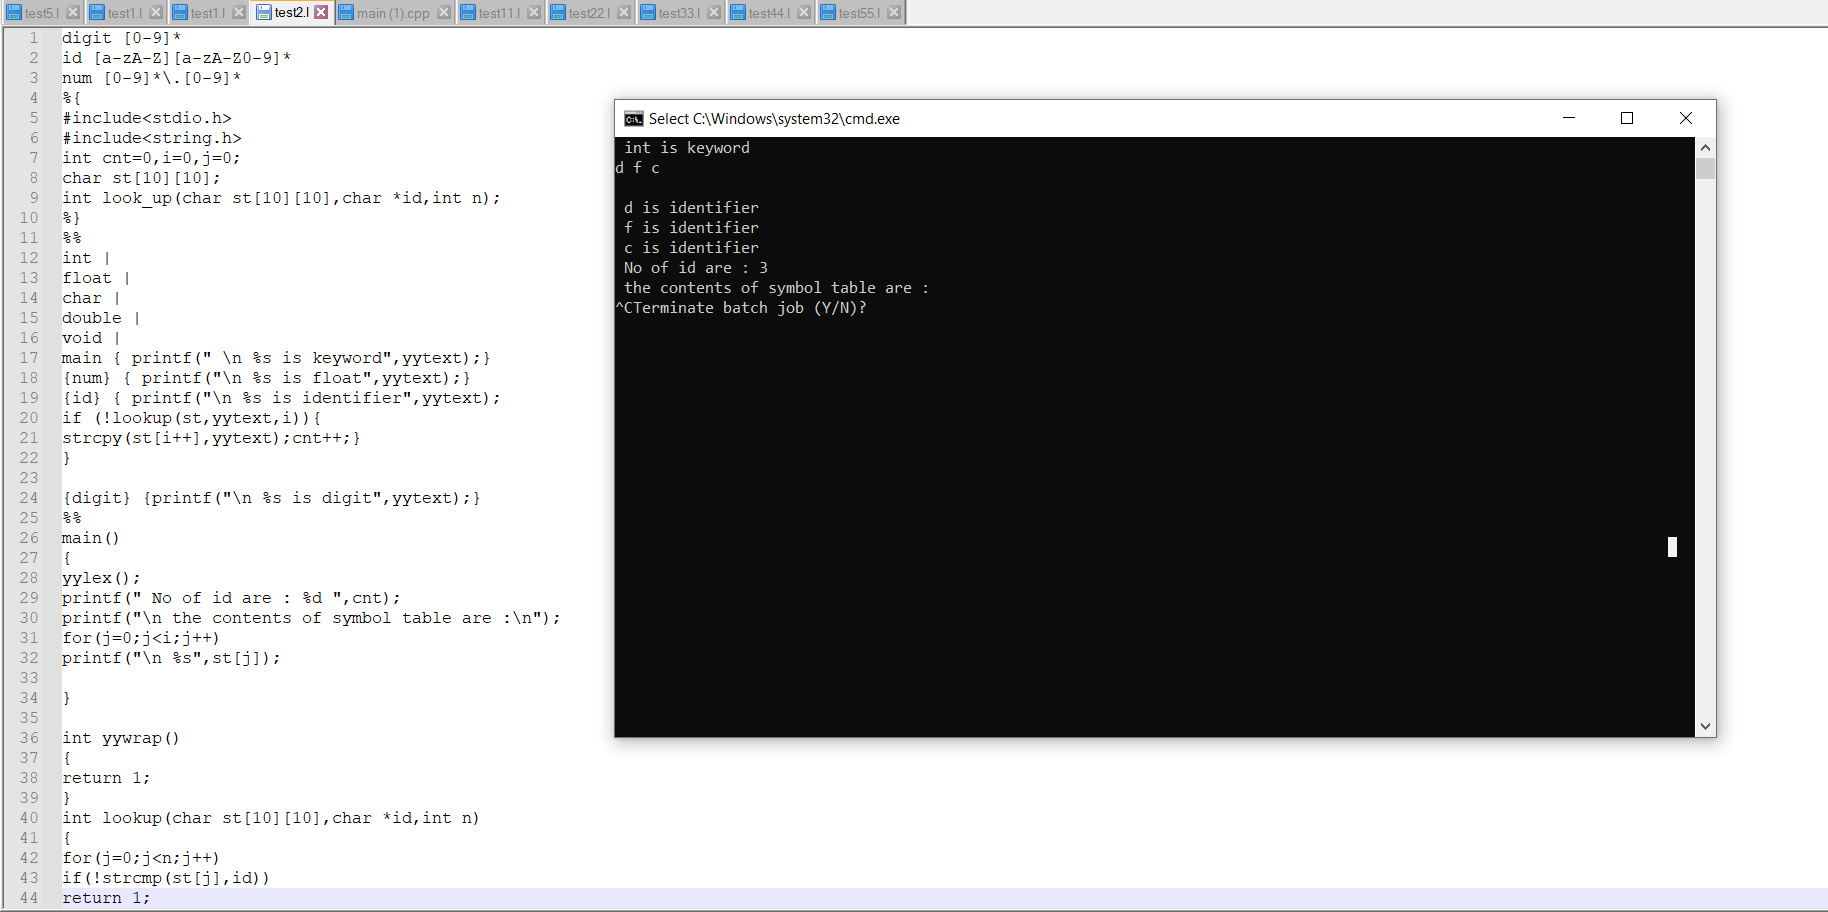 test5.l test1.l test1.l test2.l main (1).cpp test11.l test22.l test33.l test44.l test55.l
1 digit [0-9]*
2 id [a-zA-Z][a-zA-Z0-9]*
3 num [0-9]*\.[0-9]*
4 %{
5 #include<stdio.h>
6 #include<string.h>
7 int cnt=0,i=0,j=0;
8 char st[10][10];
9 int look_up(char st[10][10],char *id,int n);
10 %}
11 %%
12 int |
13 float |
14 char |
15 double |
16 void |
17 main { printf(" \n %s is keyword",yytext);}
18 {num} { printf("\n %s is float",yytext);}
19 {id} { printf("\n %s is identifier",yytext);
20 if (!lookup(st,yytext,i)){
21 strcpy(st[i++],yytext);cnt++;}
22 }
23
24 {digit} {printf("\n %s is digit",yytext);}
25 %%
26 main()
27 {
28 yylex();
29 printf(" No of id are : %d ",cnt);
30 printf("\n the contents of symbol table are :\n");
31 for(j=0;j<i;j++)
32 printf("\n %s",st[j]);
33
34 }
35
36 int yywrap()
37 {
38 return 1;
39 }
40 int lookup(char st[10][10],char *id,int n)
41 {
42 for(j=0;j<n;j++)
43 if(!strcmp(st[j],id))
44 return 1;
Select C:\Windows\system32\cmd.exe
int is keyword
d f c
d is identifier
f is identifier
c is identifier
No of id are : 3
the contents of symbol table are :
^CTerminate batch job (Y/N)?